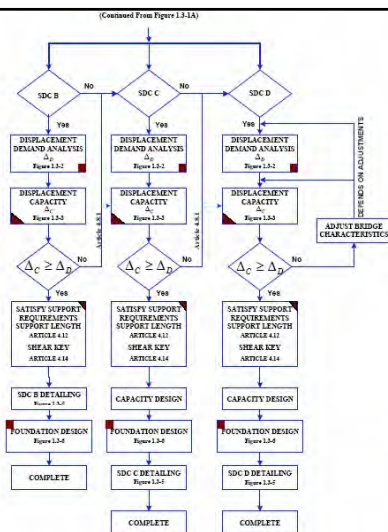 (Continued From Figure 1.3-1A)
SDC B
No
SDC C
No
SDC D
Yes
Yes
Yes
DISPLACEMENT
DEMAND ANALYSIS
Δ_D
Figure 1.3-2
DISPLACEMENT
DEMAND ANALYSIS
Δ_D
Figure 1.3-2
DISPLACEMENT
DEMAND ANALYSIS
Δ_D
Figure 1.3-2
DISPLACEMENT
CAPACITY
Δ_C
Figure 1.3-3
DISPLACEMENT
CAPACITY
Δ_C
Figure 1.3-3
DISPLACEMENT
CAPACITY
Δ_C
Figure 1.3-3
Article 4.8.1
Article 4.8.1
DEPENDS ON ADJUSTMENTS
ADJUST BRIDGE
CHARACTERISTICS
Δ_C ≥ Δ_D
No
Δ_C ≥ Δ_D
No
Δ_C ≥ Δ_D
No
Yes
Yes
Yes
SATISFY SUPPORT
REQUIREMENTS
SUPPORT LENGTH
ARTICLE 4.12
SHEAR KEY
ARTICLE 4.14
SATISFY SUPPORT
REQUIREMENTS
SUPPORT LENGTH
ARTICLE 4.12
SHEAR KEY
ARTICLE 4.14
SATISFY SUPPORT
REQUIREMENTS
SUPPORT LENGTH
ARTICLE 4.12
SHEAR KEY
ARTICLE 4.14
SDC B DETAILING
CAPACITY DESIGN
CAPACITY DESIGN
FOUNDATION DESIGN
Figure 1.3-6
FOUNDATION DESIGN
Figure 1.3-6
FOUNDATION DESIGN
Figure 1.3-6
COMPLETE
SDC C DETAILING
Figure 1.3-5
SDC D DETAILING
Figure 1.3-5
COMPLETE
COMPLETE